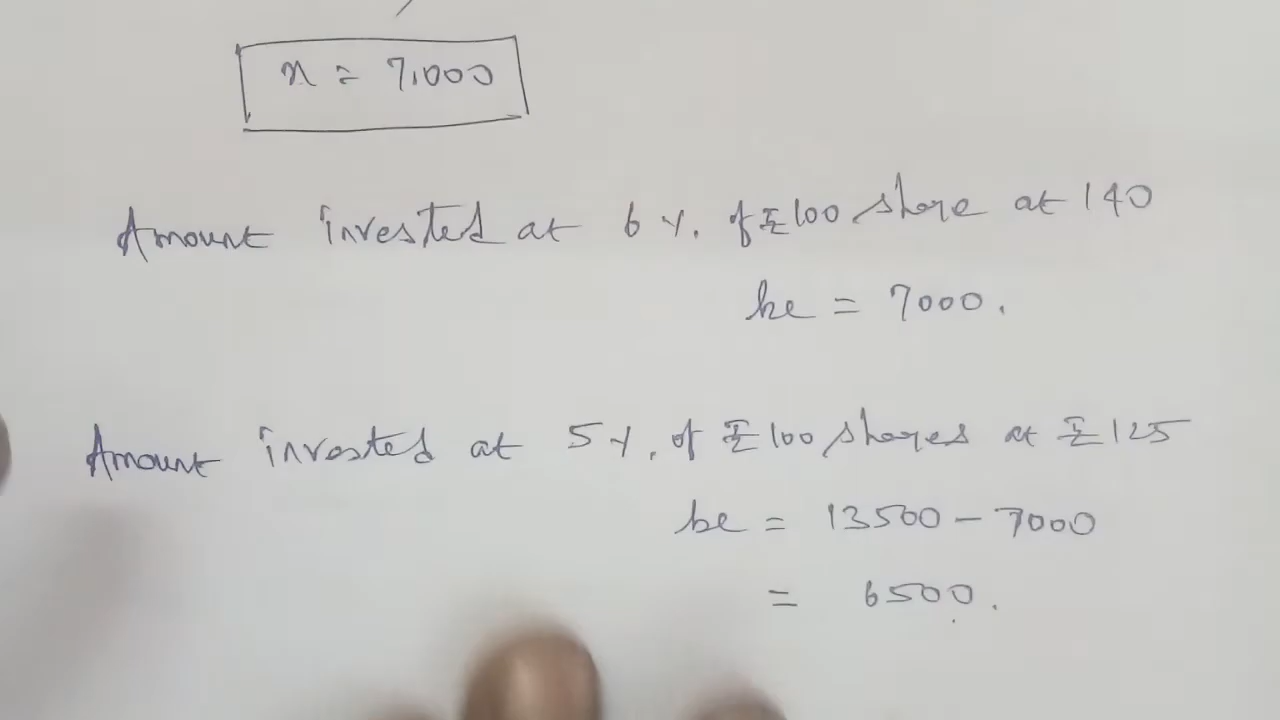 x = 7,000
Amount invested at 6 %. of ₹100 share at 140
be = 7000.
Amount invested at 5 %. of ₹100 shares at ₹125
be = 13500 - 7000
= 6500.